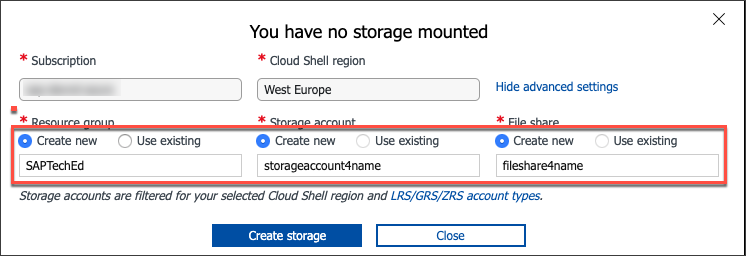 You have no storage mounted
* Subscription
* Cloud Shell region
West Europe
Hide advanced settings
* Resource group
* Storage account
* File share
Create new Use existing
Create new Use existing
Create new Use existing
SAPTechEd
storageaccount4name
fileshare4name
Storage accounts are filtered for your selected Cloud Shell region and LRS/GRS/ZRS account types.
Create storage
Close